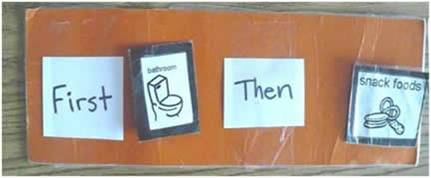 First
bathroom
Then
snack foods